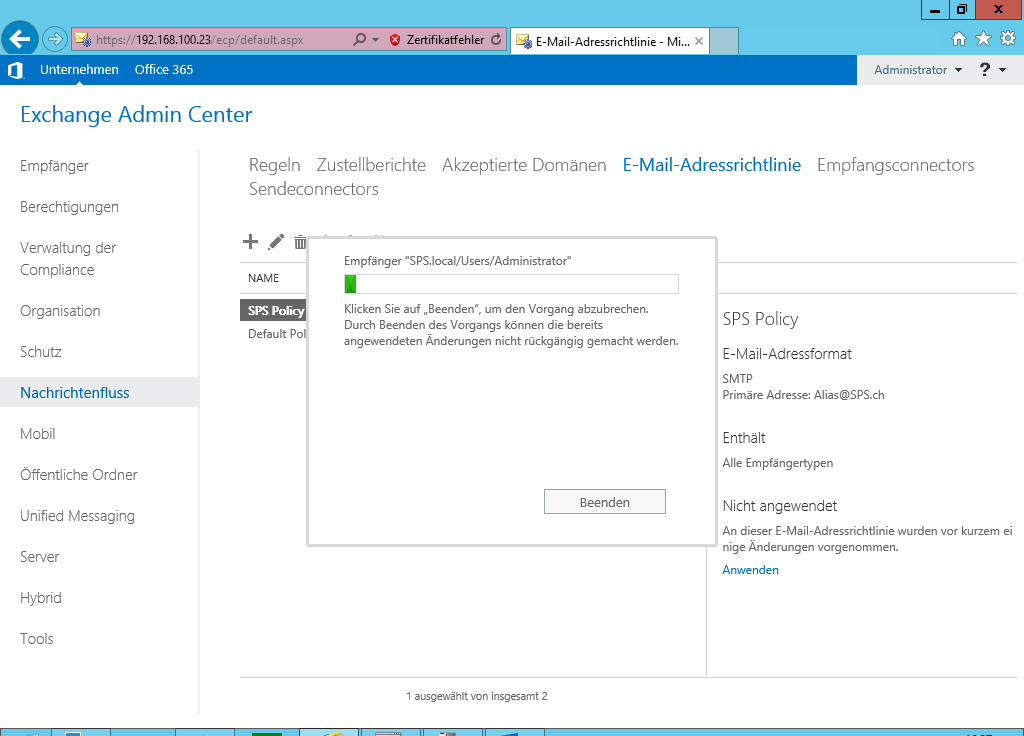 https://192.168.100.23/ecp/default.aspx
Zertifikatfehler
E-Mail-Adressrichtlinie - Mi...
Unternehmen Office 365
Administrator ?
Exchange Admin Center
Empfänger
Berechtigungen
Verwaltung der
Compliance
Organisation
Schutz
Nachrichtenfluss
Mobil
Öffentliche Ordner
Unified Messaging
Server
Hybrid
Tools
Regeln Zustellberichte Akzeptierte Domänen E-Mail-Adressrichtlinie Empfangsconnectors
Sendeconnectors
NAME
SPS Policy
Default Pol
Empfänger "SPS.local/Users/Administrator"
Klicken Sie auf „Beenden“, um den Vorgang abzubrechen.
Durch Beenden des Vorgangs können die bereits
angewendeten Änderungen nicht rückgängig gemacht werden.
Beenden
SPS Policy
E-Mail-Adressformat
SMTP
Primäre Adresse: Alias@SPS.ch
Enthält
Alle Empfängertypen
Nicht angewendet
An dieser E-Mail-Adressrichtlinie wurden vor kurzem ei
nige Änderungen vorgenommen.
Anwenden
1 ausgewählt von insgesamt 2